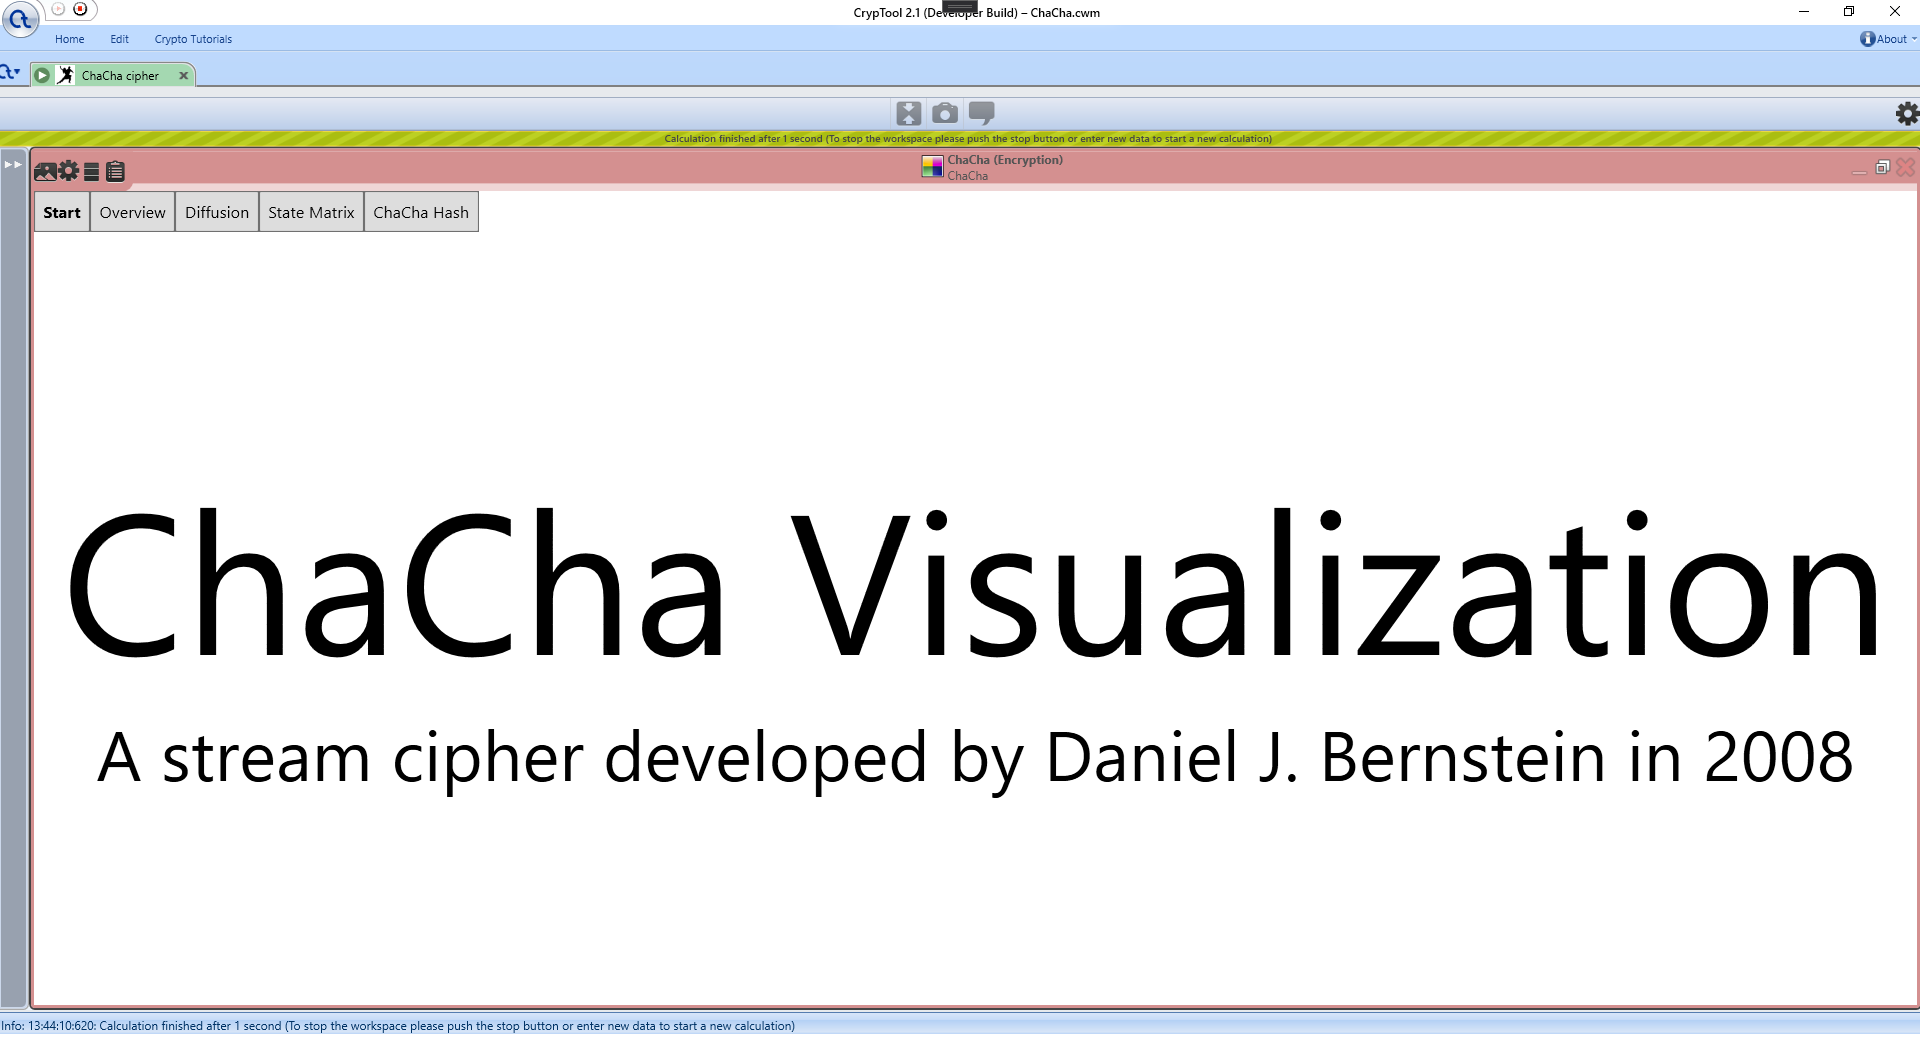 CrypTool 2.1 (Developer Build) – ChaCha.cwm
Home Edit Crypto Tutorials About
ChaCha cipher
Calculation finished after 1 second (To stop the workspace please push the stop button or enter new data to start a new calculation)
ChaCha (Encryption)
ChaCha
Start Overview Diffusion State Matrix ChaCha Hash
ChaCha Visualization
A stream cipher developed by Daniel J. Bernstein in 2008
Info: 13:44:10:620: Calculation finished after 1 second (To stop the workspace please push the stop button or enter new data to start a new calculation)